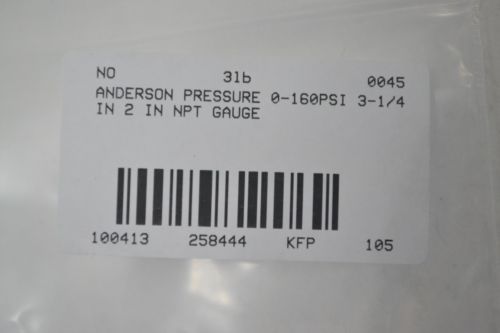 NO 31b 0045
ANDERSON PRESSURE 0-160PSI 3-1/4
IN 2 IN NPT GAUGE
100413 258444 KFP 105